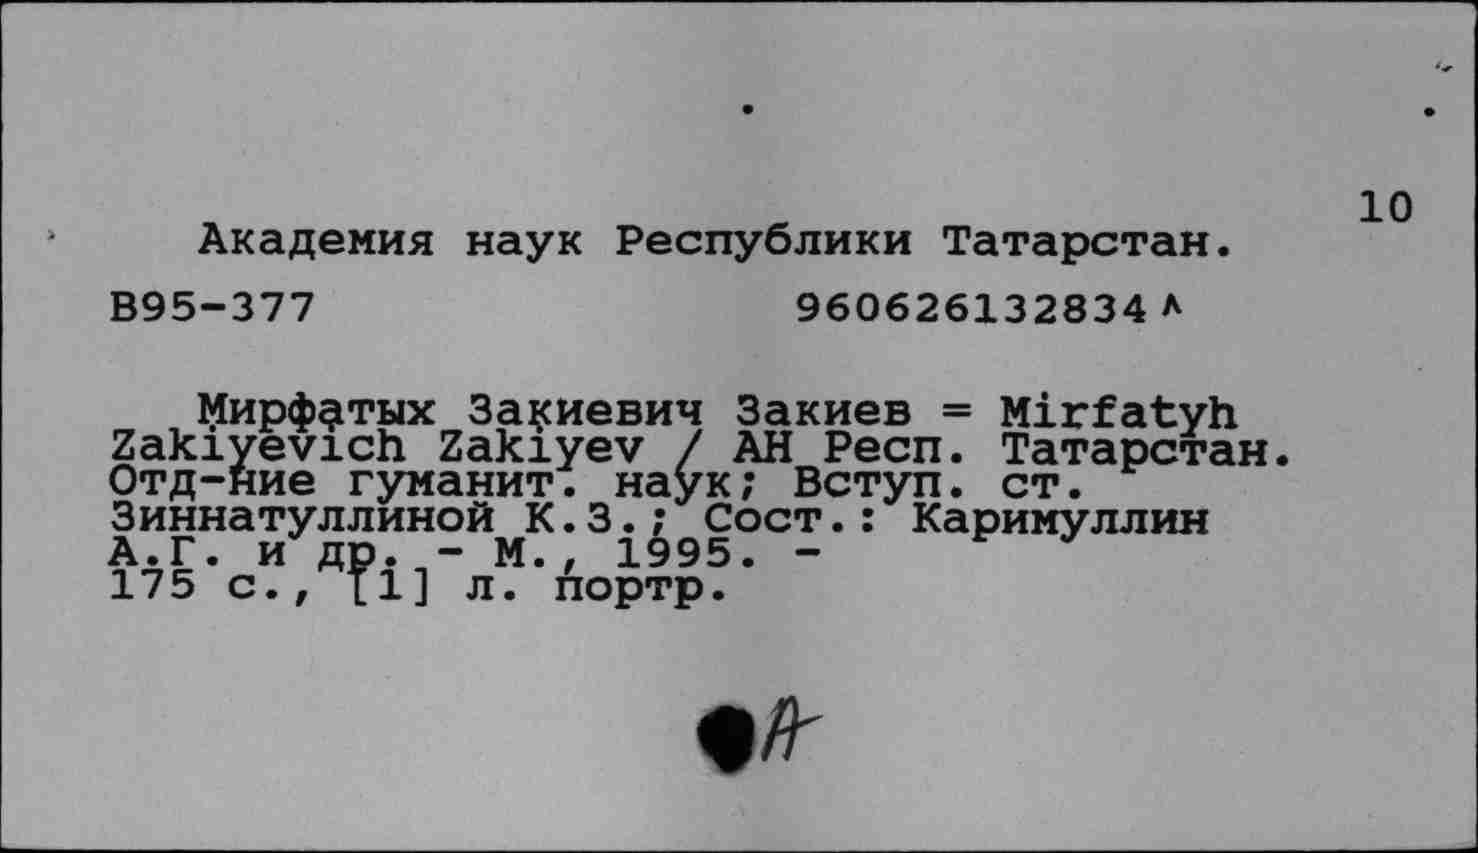 10
Академия наук Республики Татарстан.
В95-377 960626132834 л
Мирфатых Закиевич Закиев = Mirfatyh
Zakiyevich Zakiyev / АН Респ. Татарстан.
Отд-ние гуманит. наук; Вступ. ст.
Зиннатуллиной К.З.; Сост.: Каримуллин
А.Г. и др. - М., 1995. -
175 с., [1] л. портр.